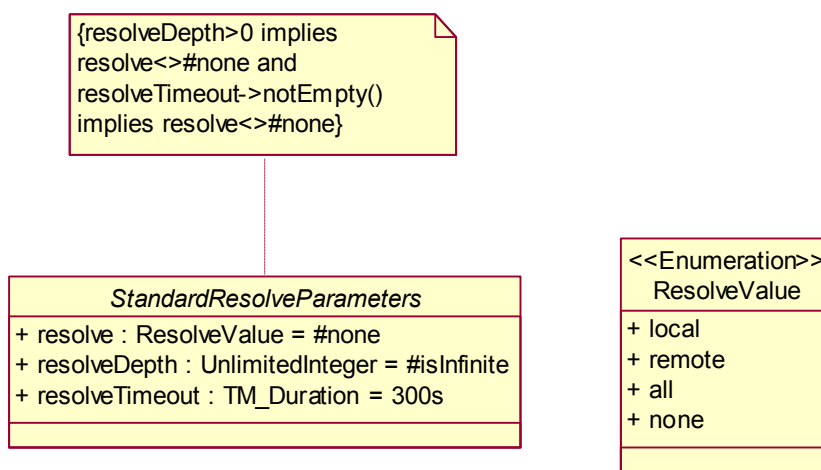 {resolveDepth>0 implies
resolve<>#none and
resolveTimeout->notEmpty()
implies resolve<>#none}
StandardResolveParameters
+ resolve : ResolveValue = #none
+ resolveDepth : UnlimitedInteger = #isInfinite
+ resolveTimeout : TM_Duration = 300s
<<Enumeration>>
ResolveValue
+ local
+ remote
+ all
+ none